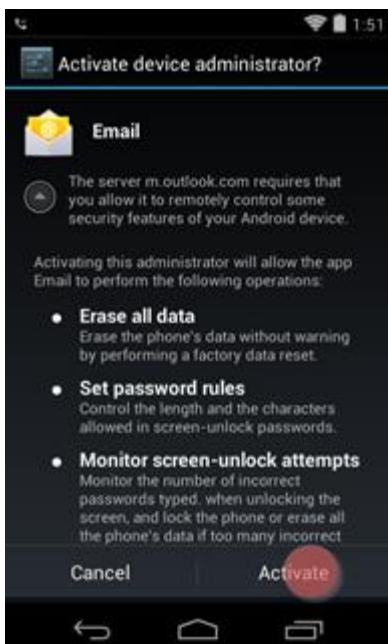 1:51
Activate device administrator?
Email
The server m.outlook.com requires that
you allow it to remotely control some
security features of your Android device.
Activating this administrator will allow the app
Email to perform the following operations:
Erase all data
Erase the phone's data without warning
by performing a factory data reset.
Set password rules
Control the length and the characters
allowed in screen-unlock passwords.
Monitor screen-unlock attempts
Monitor the number of incorrect
passwords typed. when unlocking the
screen, and lock the phone or erase all
the phone's data if too many incorrect
Cancel
Activate